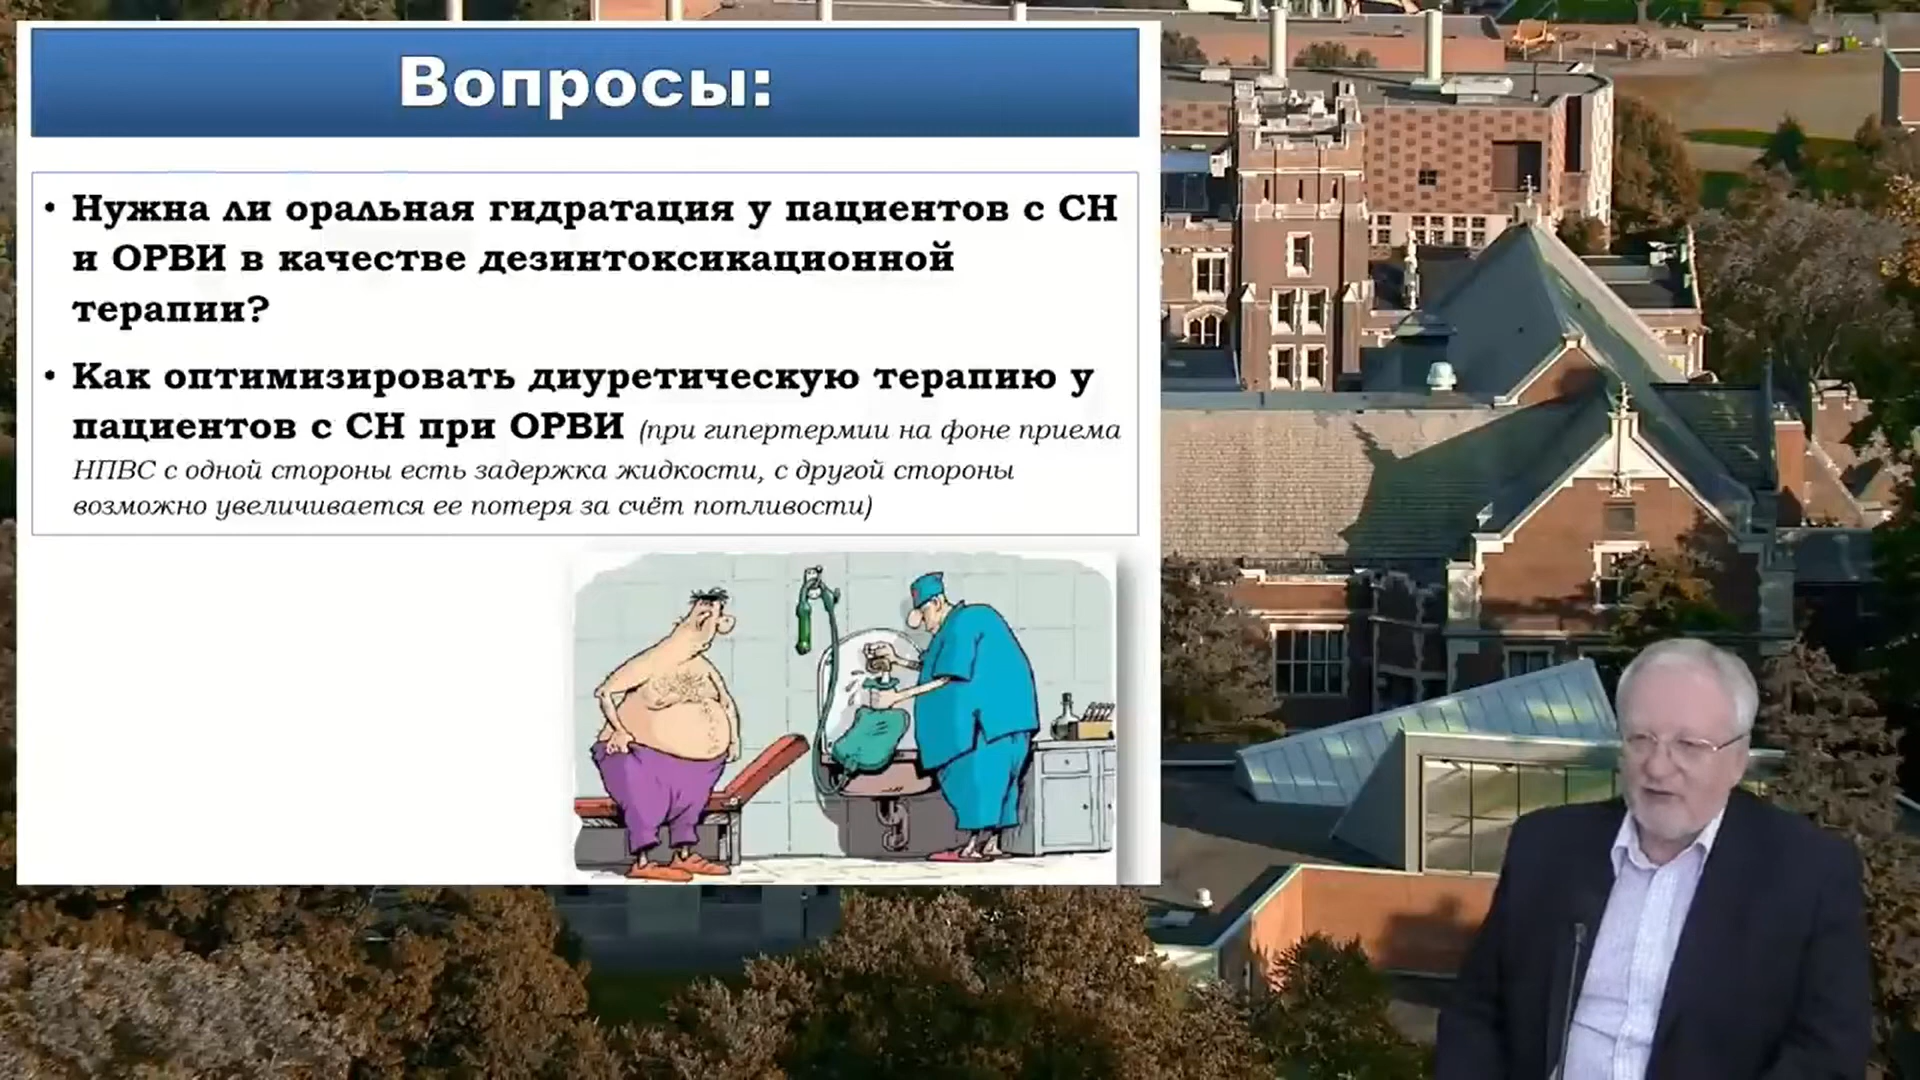 Вопросы:
• Нужна ли оральная гидратация у пациентов с СН
и ОРВИ в качестве дезинтоксикационной
терапии?
• Как оптимизировать диуретическую терапию у
пациентов с СН при ОРВИ (при гипертермии на фоне приема
НПВС с одной стороны есть задержка жидкости, с другой стороны
возможно увеличивается ее потеря за счёт потливости)